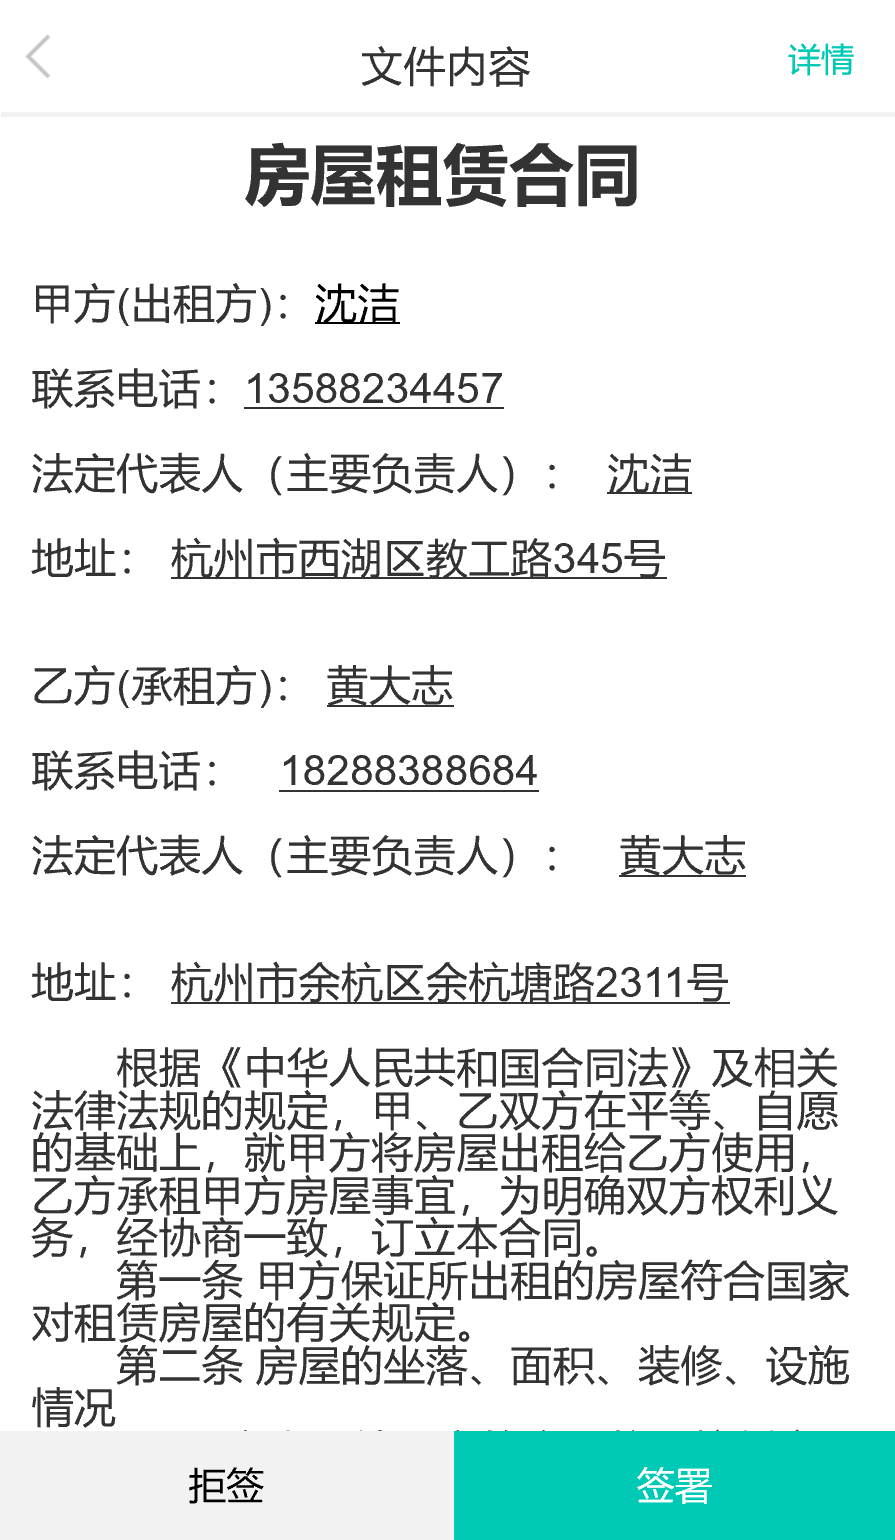 文件内容
详情
房屋租赁合同
甲方(出租方)：沈洁
联系电话：13588234457
法定代表人（主要负责人）： 沈洁
地址： 杭州市西湖区教工路345号
乙方(承租方)： 黄大志
联系电话： 18288388684
法定代表人（主要负责人）： 黄大志
地址： 杭州市余杭区余杭塘路2311号
根据《中华人民共和国合同法》及相关
法律法规的规定，甲、乙双方在平等、自愿
的基础上，就甲方将房屋出租给乙方使用，
乙方承租甲方房屋事宜，为明确双方权利义
务，经协商一致，订立本合同。
第一条 甲方保证所出租的房屋符合国家
对租赁房屋的有关规定。
第二条 房屋的坐落、面积、装修、设施
情况
拒签
签署